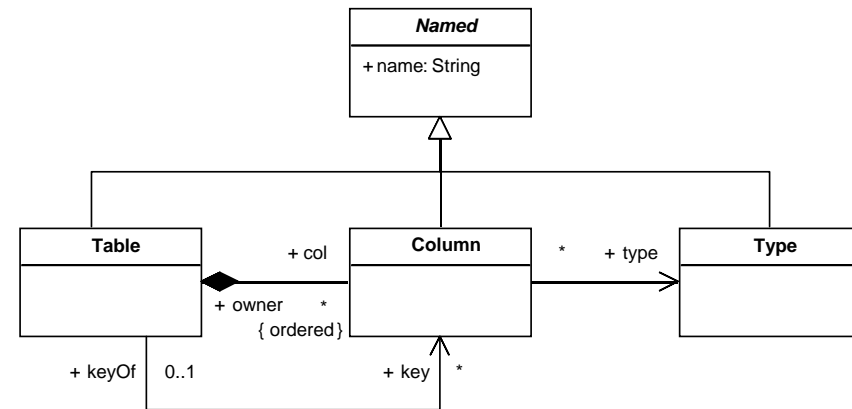 Named
+ name: String
Table
+ col
Column
*
+ type
Type
+ owner
*
{ ordered }
+ keyOf
0..1
+ key
*